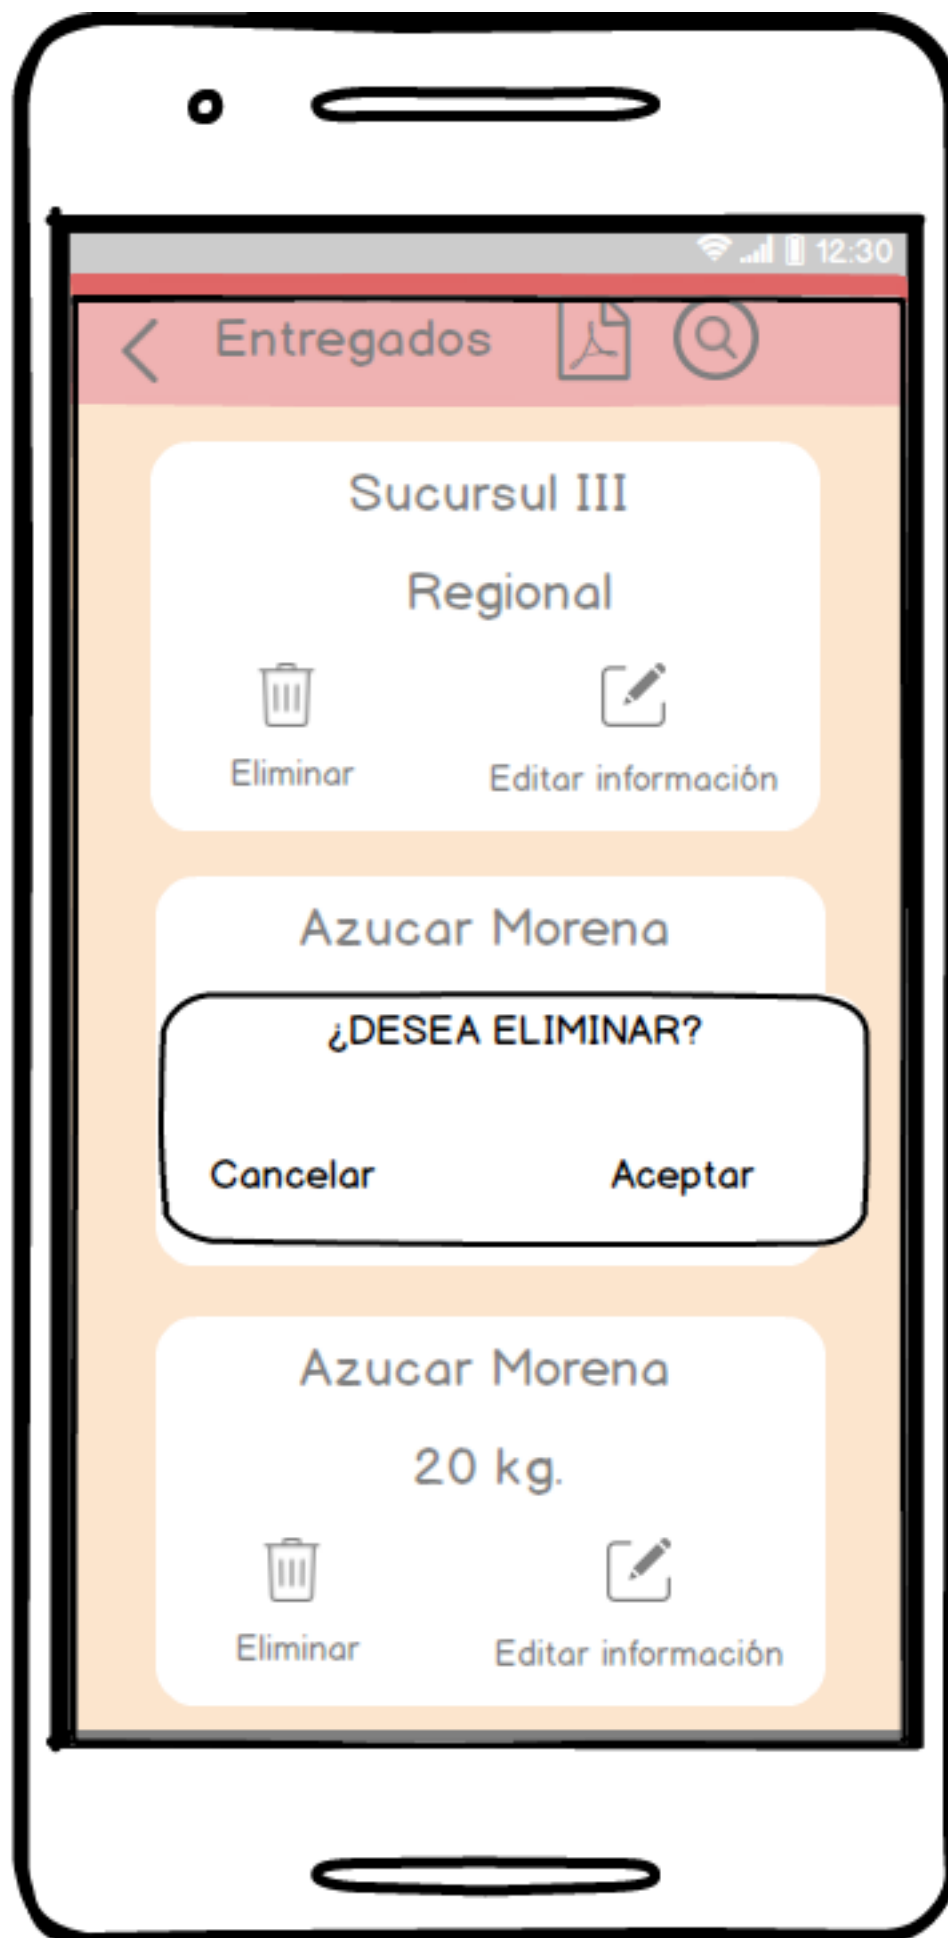 12:30
Entregados
Sucursul III
Regional
Eliminar Editar información
Azucar Morena
¿DESEA ELIMINAR?
Cancelar Aceptar
Azucar Morena
20 kg.
Eliminar Editar información